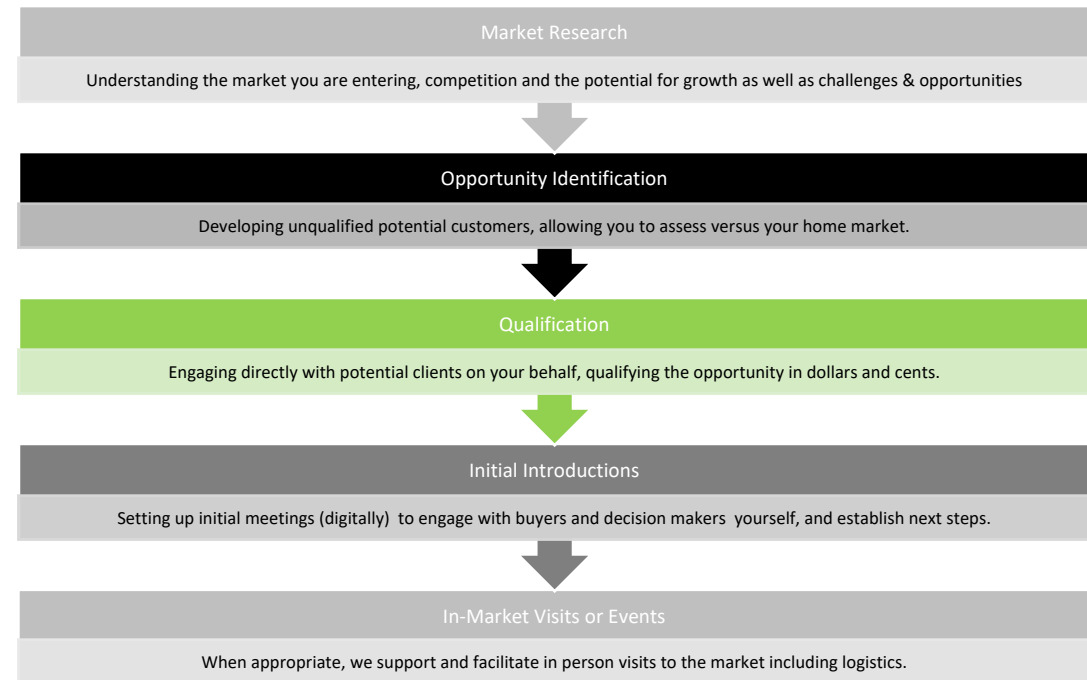 Market Research
Understanding the market you are entering, competition and the potential for growth as well as challenges & opportunities
Opportunity Identification
Developing unqualified potential customers, allowing you to assess versus your home market.
Qualification
Engaging directly with potential clients on your behalf, qualifying the opportunity in dollars and cents.
Initial Introductions
Setting up initial meetings (digitally)  to engage with buyers and decision makers  yourself, and establish next steps.
In-Market Visits or Events
When appropriate, we support and facilitate in person visits to the market including logistics.